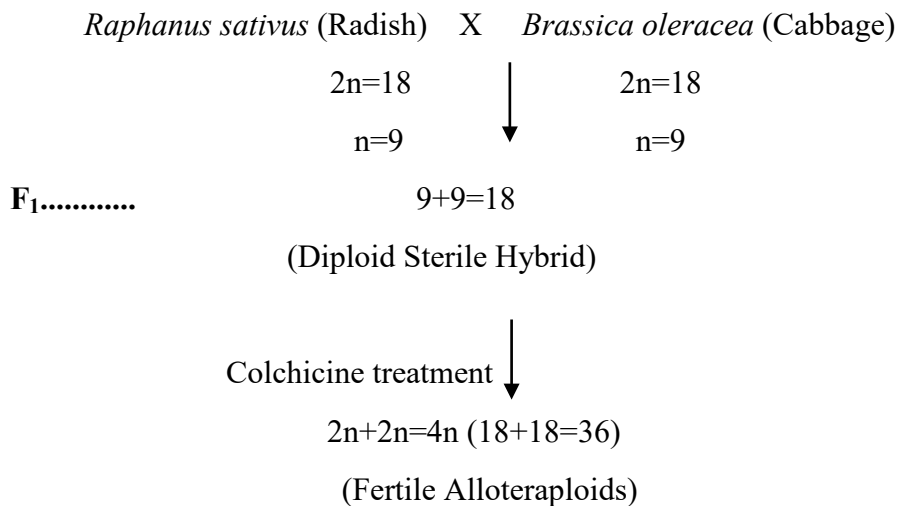 Raphanus sativus (Radish) X Brassica oleracea (Cabbage)
2n=18 2n=18
n=9 n=9
F₁............. 9+9=18
(Diploid Sterile Hybrid)
Colchicine treatment
2n+2n=4n (18+18=36)
(Fertile Alloteraploids)